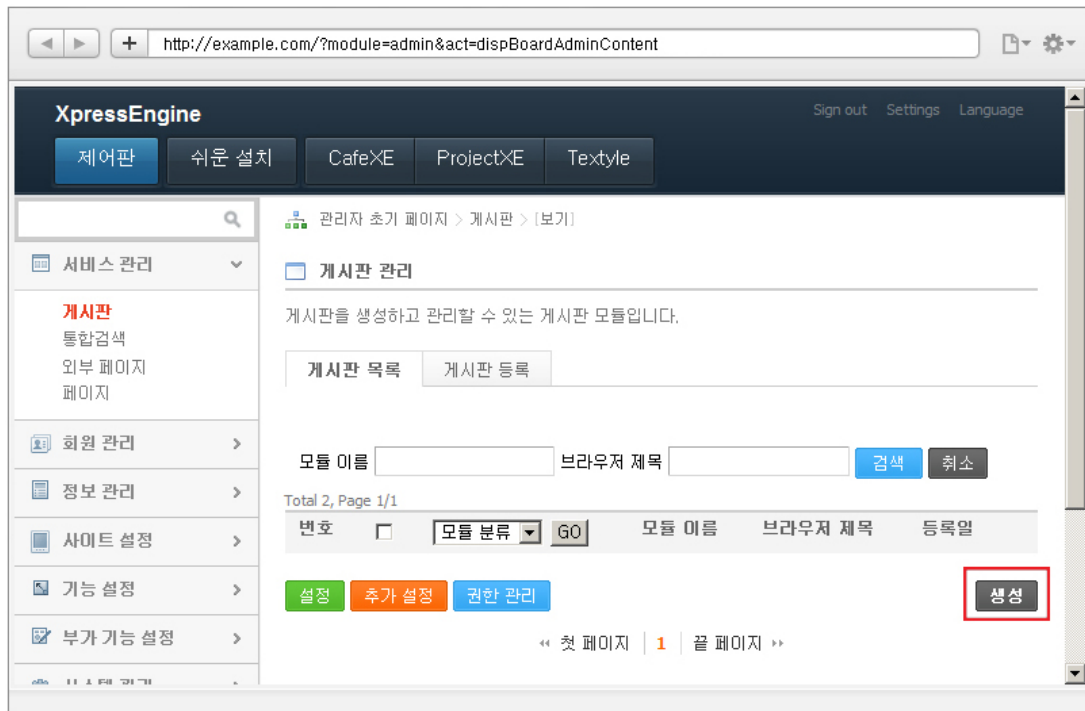 http://example.com/?module=admin&act=dispBoardAdminContent
XpressEngine
Sign out Settings Language
제어판 쉬운 설치 CafeXE ProjectXE Textyle
관리자 초기 페이지 > 게시판 > [보기]
서비스 관리
게시판
통합검색
외부 페이지
페이지
회원 관리
정보 관리
사이트 설정
기능 설정
부가 기능 설정
게시판 관리
게시판을 생성하고 관리할 수 있는 게시판 모듈입니다.
게시판 목록 게시판 등록
모듈 이름 브라우저 제목 검색 취소
Total 2, Page 1/1
번호 모듈 분류 GO 모듈 이름 브라우저 제목 등록일
설정 추가 설정 권한 관리 생성
첫 페이지 1 끝 페이지